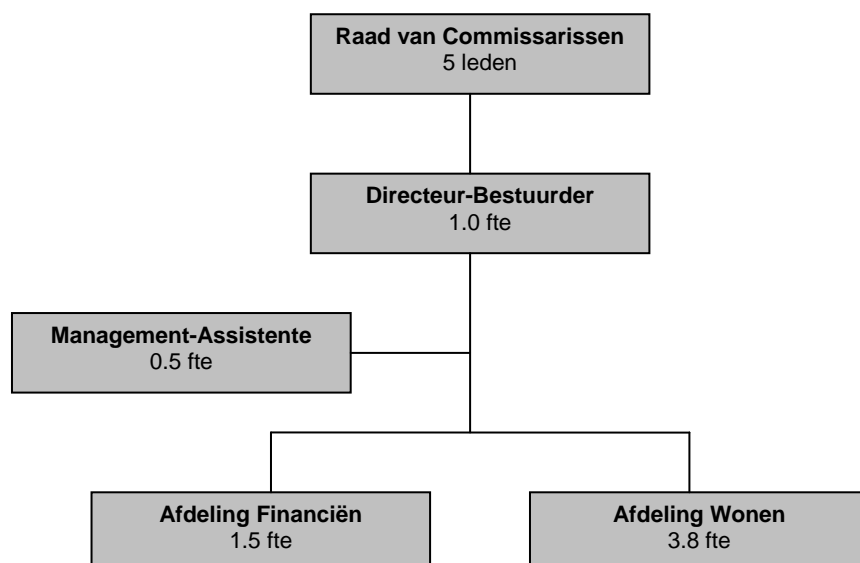 Raad van Commissarissen
5 leden
Directeur-Bestuurder
1.0 fte
Management-Assistente
0.5 fte
Afdeling Financiën
1.5 fte
Afdeling Wonen
3.8 fte